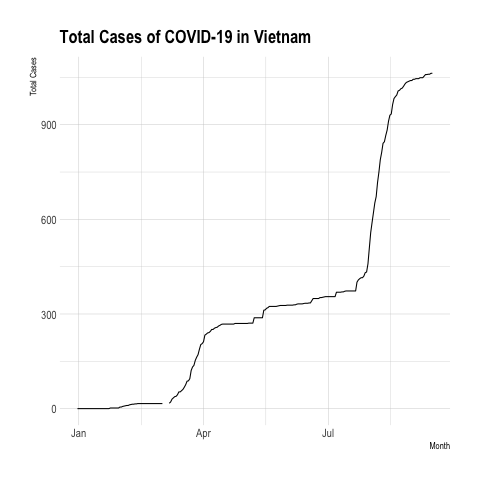 Total Cases of COVID-19 in Vietnam
Total Cases
900
600
300
0
Jan
Apr
Jul
Month